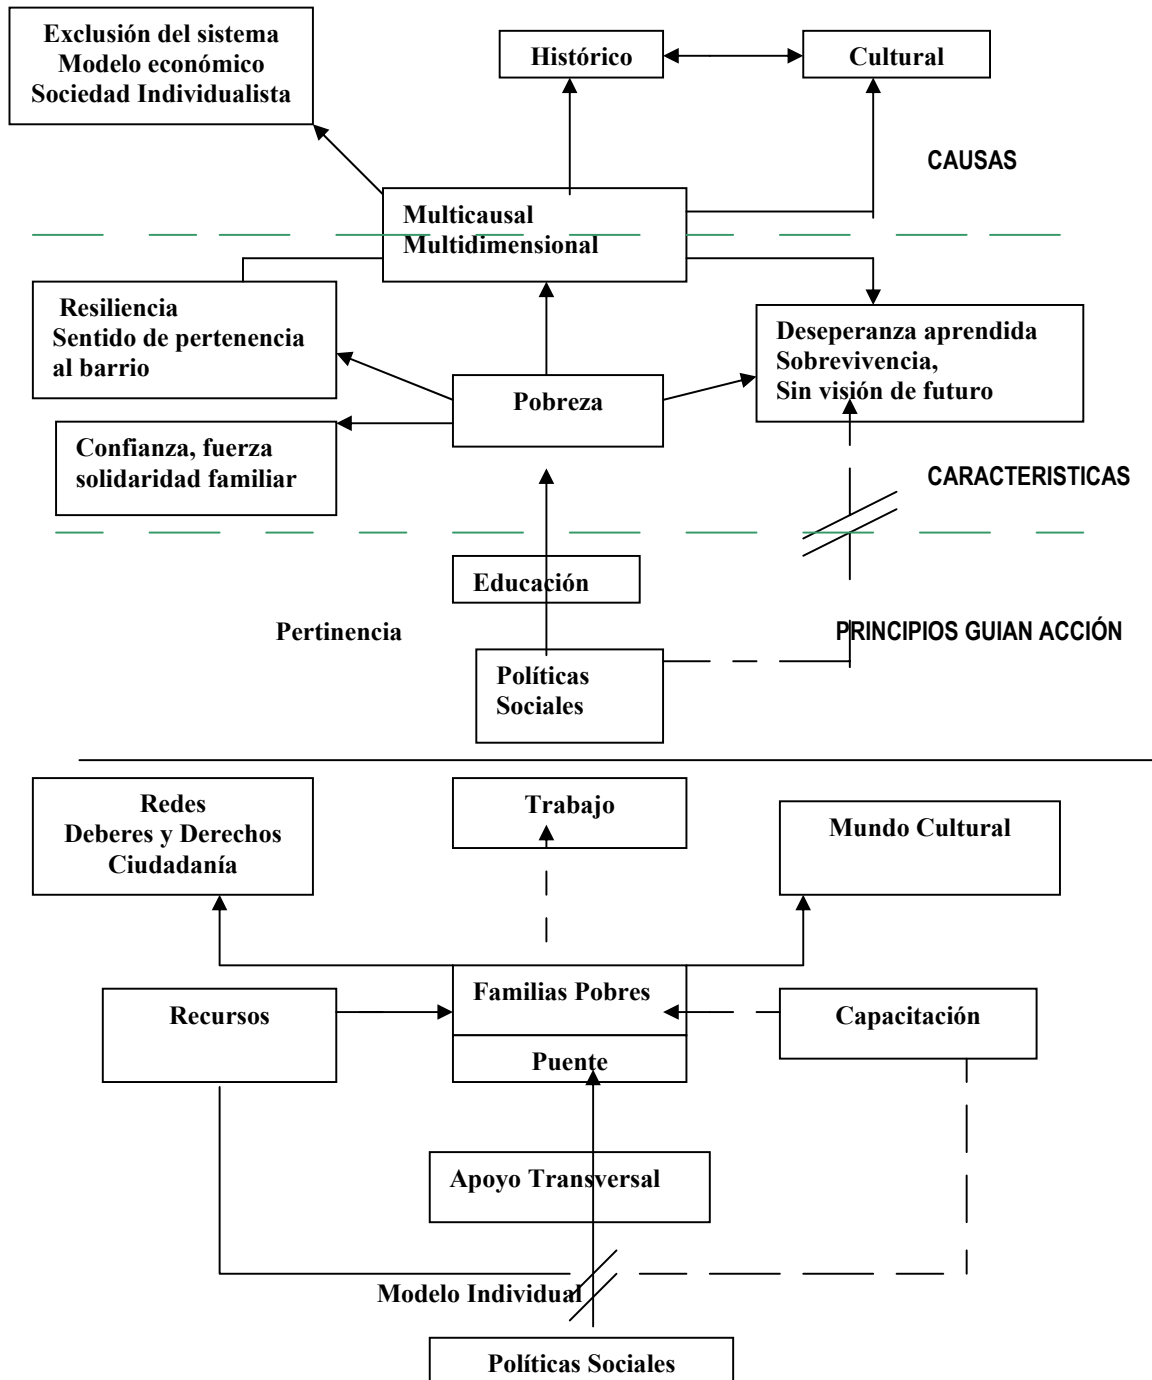 Exclusión del sistema
Modelo económico
Sociedad Individualista
Histórico
Cultural
CAUSAS
Multicausal
Multidimensional
Resiliencia
Sentido de pertenencia
al barrio
Deseperanza aprendida
Sobrevivencia,
Sin visión de futuro
Pobreza
Confianza, fuerza
solidaridad familiar
CARACTERISTICAS
Educación
Pertinencia
PRINCIPIOS GUIAN ACCIÓN
Políticas
Sociales
Redes
Deberes y Derechos
Ciudadanía
Trabajo
Mundo Cultural
Familias Pobres
Recursos
Capacitación
Puente
Apoyo Transversal
Modelo Individual
Políticas Sociales